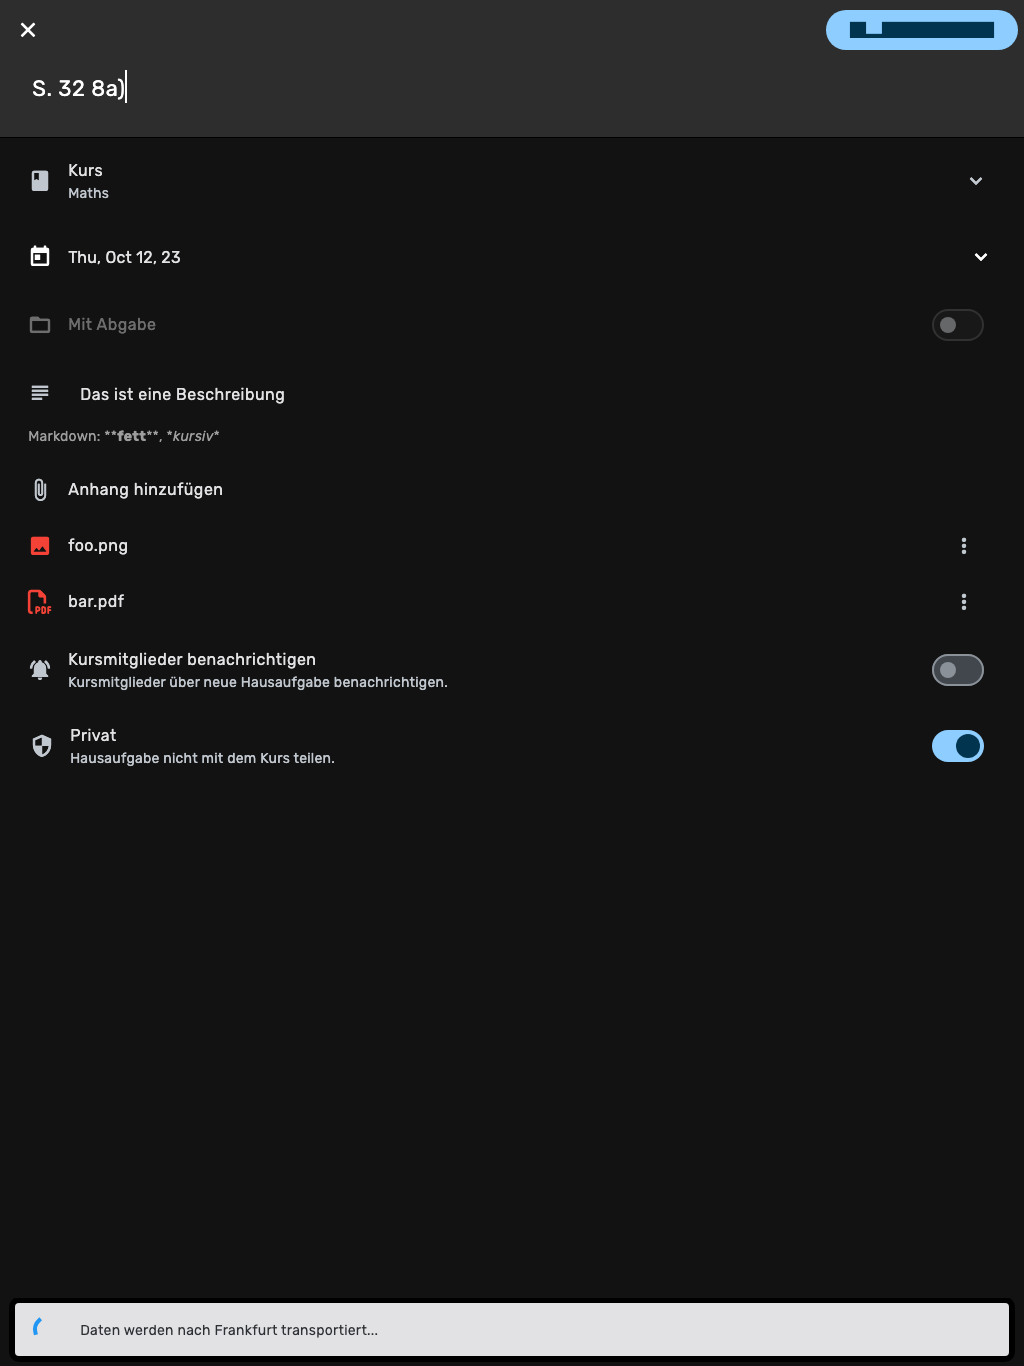 S. 32 8a)
Kurs
Maths
Thu, Oct 12, 23
Mit Abgabe
Das ist eine Beschreibung
Markdown: **fett**, *kursiv*
Anhang hinzufügen
foo.png
PDF
bar.pdf
Kursmitglieder benachrichtigen
Kursmitglieder über neue Hausaufgabe benachrichtigen.
Privat
Hausaufgabe nicht mit dem Kurs teilen.
Daten werden nach Frankfurt transportiert...